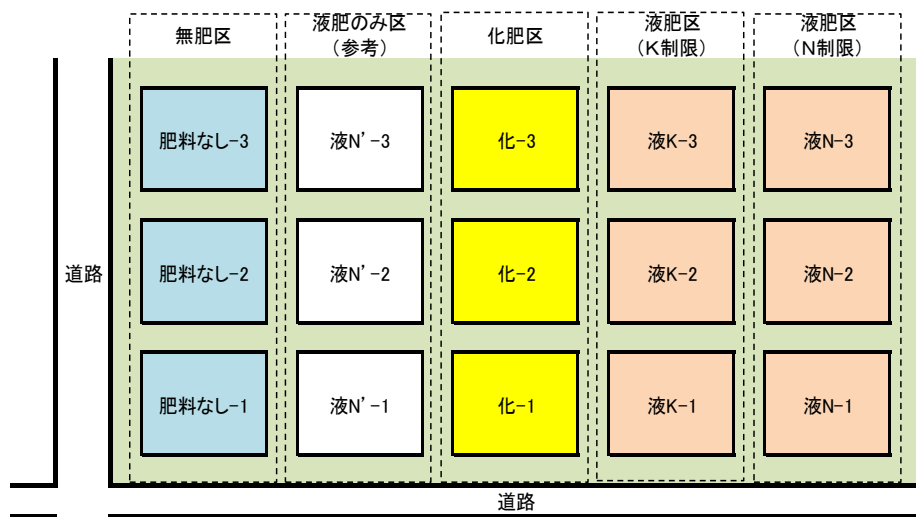 無肥区
液肥のみ区
（参考）
化肥区
液肥区
（K制限）
液肥区
（N制限）
肥料なし-3
液N'-3
化-3
液K-3
液N-3
道路
肥料なし-2
液N'-2
化-2
液K-2
液N-2
肥料なし-1
液N'-1
化-1
液K-1
液N-1
道路